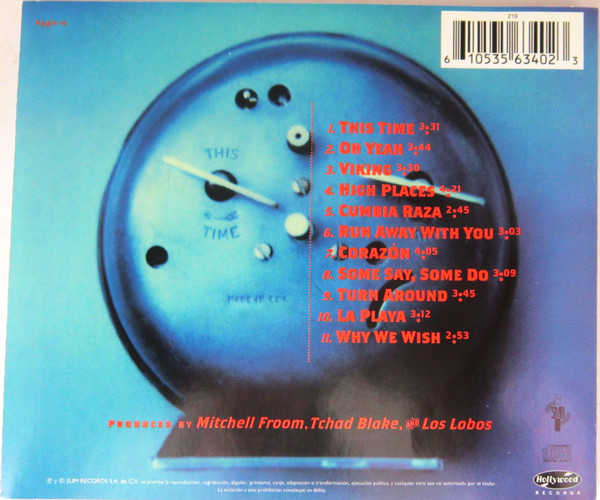 219
6 10535 63402 3
THIS
TIME
MADE IN
1. THIS TIME 3:31
2. OH YEAH 3:44
3. VIKING 3:30
4. HIGH PLACES 4:21
5. CUMBIA RAZA 2:45
6. RUN AWAY WITH YOU 3:03
7. CORAZÓN 4:05
8. SOME SAY, SOME DO 3:09
9. TURN AROUND 3:45
10. LA PLAYA 3:12
11. WHY WE WISH 2:53
PRODUCED BY Mitchell Froom, Tchad Blake, AND Los Lobos
Hollywood
RECORDS